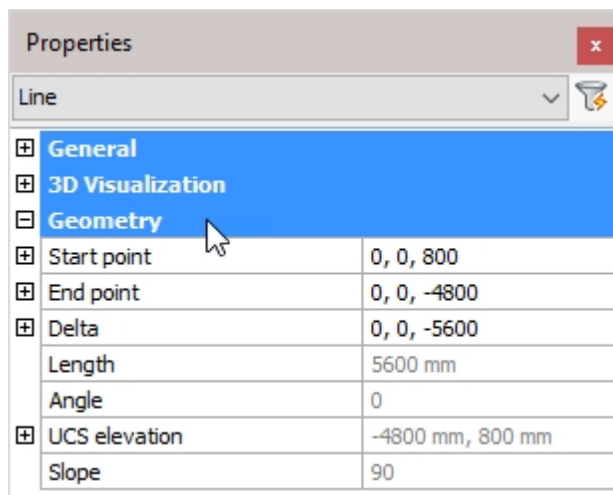 Properties
x
Line
General
3D Visualization
Geometry
Start point 0, 0, 800
End point 0, 0, -4800
Delta 0, 0, -5600
Length 5600 mm
Angle 0
UCS elevation -4800 mm, 800 mm
Slope 90